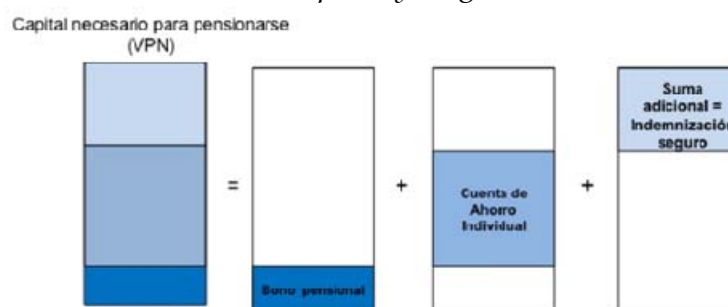 Capital necesario para pensionarse
(VPN)
Suma
adicional =
Indemnización
seguro
=
+
Cuenta de
Ahorro
Individual
+
Bono pensional